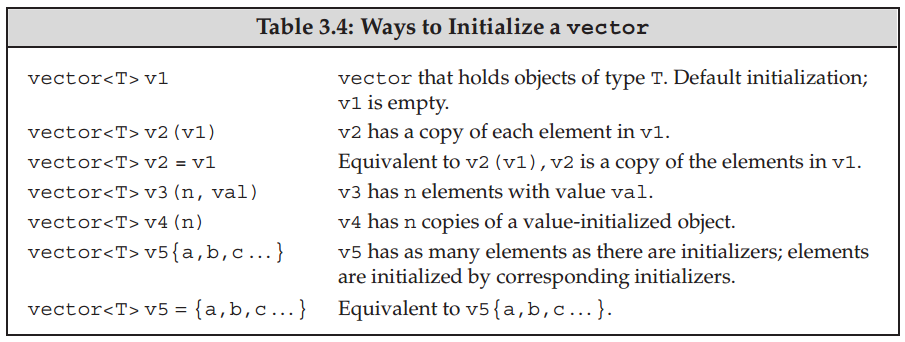 Table 3.4: Ways to Initialize a vector
vector<T> v1 vector that holds objects of type T. Default initialization;
v1 is empty.
vector<T> v2(v1) v2 has a copy of each element in v1.
vector<T> v2 = v1 Equivalent to v2(v1), v2 is a copy of the elements in v1.
vector<T> v3(n, val) v3 has n elements with value val.
vector<T> v4(n) v4 has n copies of a value-initialized object.
vector<T> v5{a,b,c...} v5 has as many elements as there are initializers; elements
are initialized by corresponding initializers.
vector<T> v5 = {a,b,c...} Equivalent to v5{a,b,c...}.